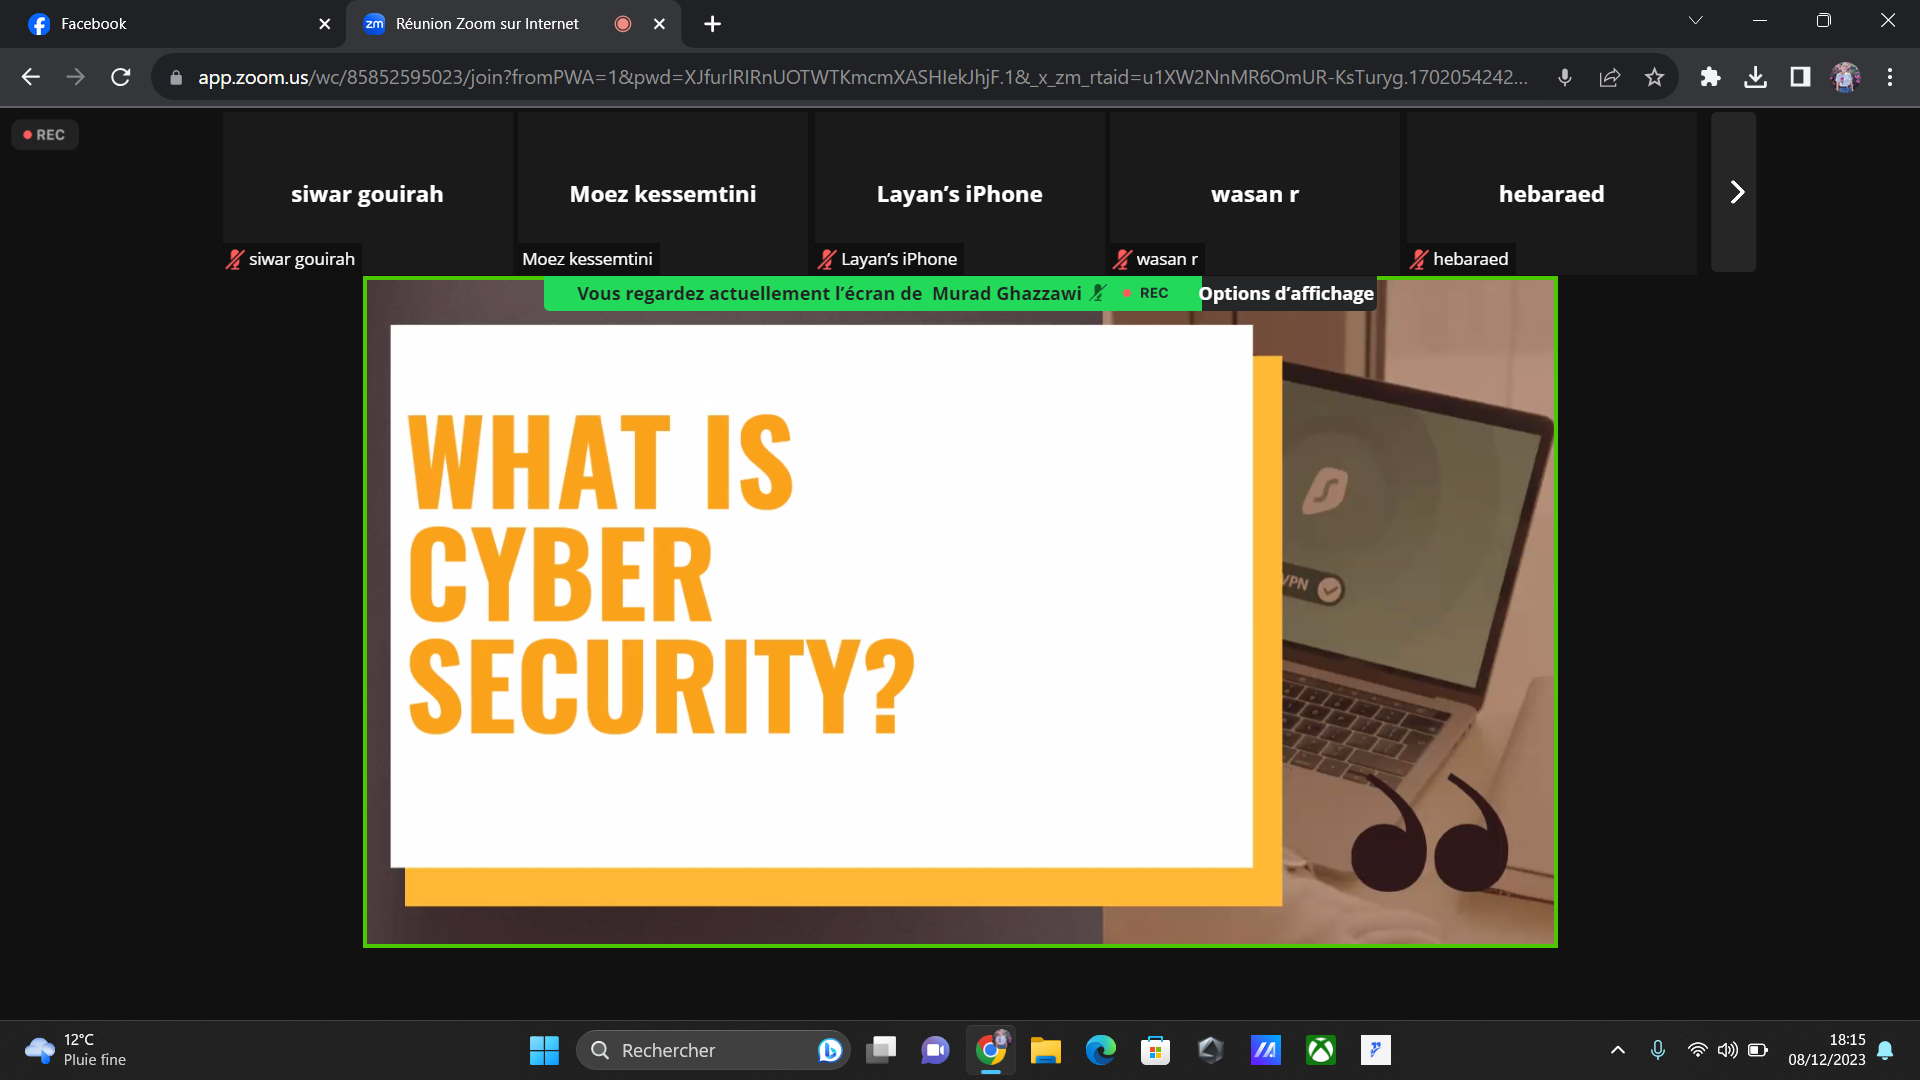 Facebook
zm
Réunion Zoom sur Internet
app.zoom.us/wc/85852595023/join?fromPWA=1&pwd=XJfurlRIRnUOTWTKmcmXASHIekJhjF.1&_x_zm_rtaid=u1XW2NnMR6OmUR-KsTuryg.1702054242...
REC
siwar gouirah
Moez kessemtini
Layan’s iPhone
wasan r
hebaraed
siwar gouirah
Moez kessemtini
Layan’s iPhone
wasan r
hebaraed
Vous regardez actuellement l’écran de Murad Ghazzawi
REC
Options d’affichage
WHAT IS
CYBER
SECURITY?
VPN
12°C
Pluie fine
Rechercher
18:15
08/12/2023